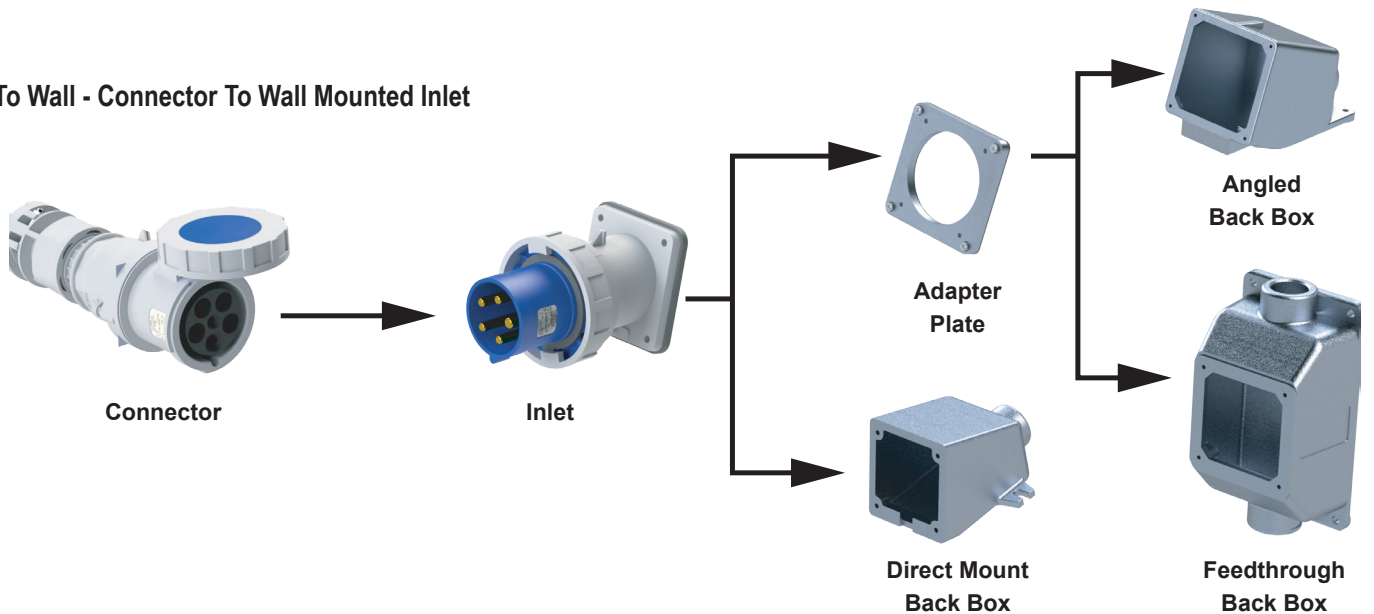 To Wall - Connector To Wall Mounted Inlet
Angled
Back Box
Adapter
Plate
Connector
Inlet
Direct Mount
Back Box
Feedthrough
Back Box